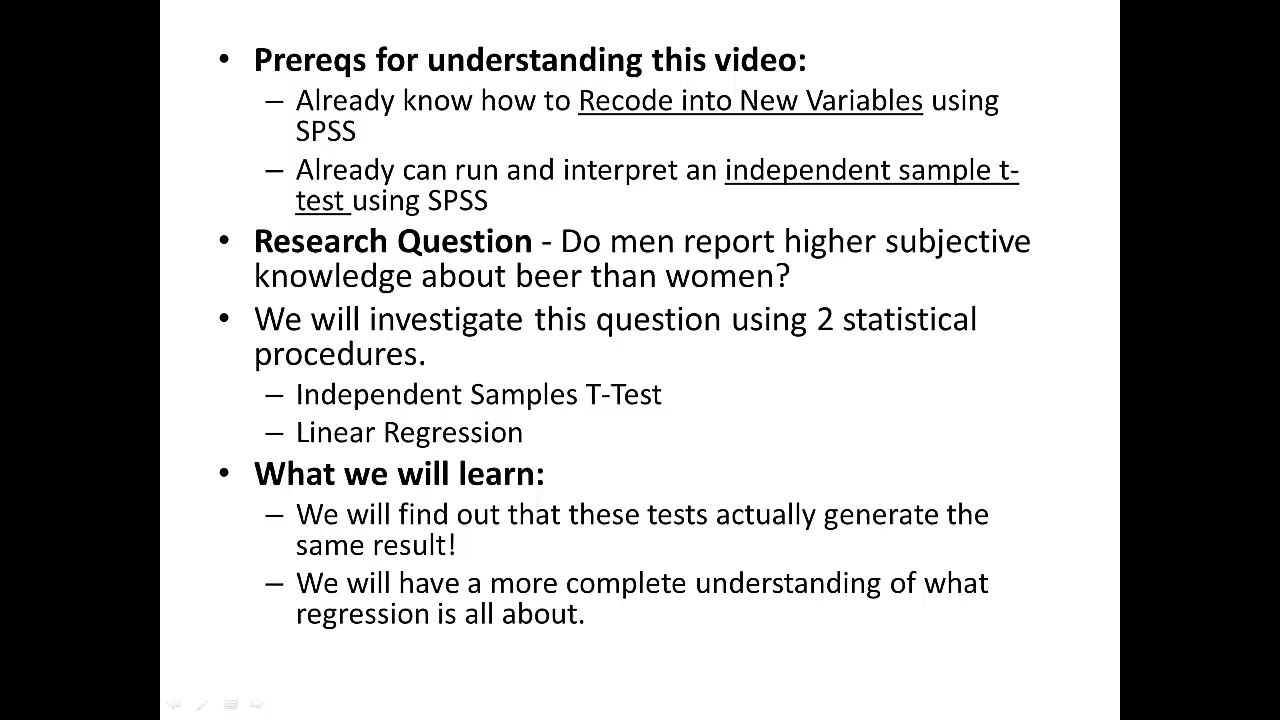 • Prereqs for understanding this video:
– Already know how to Recode into New Variables using
SPSS
– Already can run and interpret an independent sample t-
test using SPSS
• Research Question - Do men report higher subjective
knowledge about beer than women?
• We will investigate this question using 2 statistical
procedures.
– Independent Samples T-Test
– Linear Regression
• What we will learn:
– We will find out that these tests actually generate the
same result!
– We will have a more complete understanding of what
regression is all about.